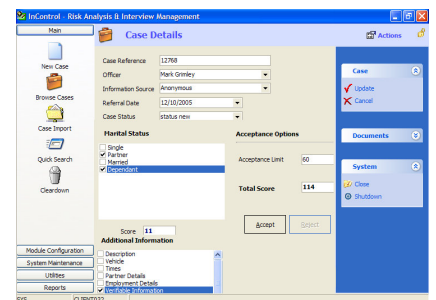 InControl - Risk Analysis & Interview Management
Main
Case Details
Actions
New Case
Browse Cases
Case Import
Quick Search
Cleardown
Module Configuration
System Maintenance
Utilities
Reports
Case Reference 12768
Officer Mark Grimley
Information Source Anonymous
Referral Date 12/10/2005
Case Status status new
Marital Status
Single
Partner
Married
Dependant
Score 11
Additional Information
Description
Vehicle
Times
Partner Details
Employment Details
Verifiable Information
Acceptance Options
Acceptance Limit 60
Total Score 114
Accept Reject
Case
Update
Cancel
Documents
System
Close
Shutdown
SYS